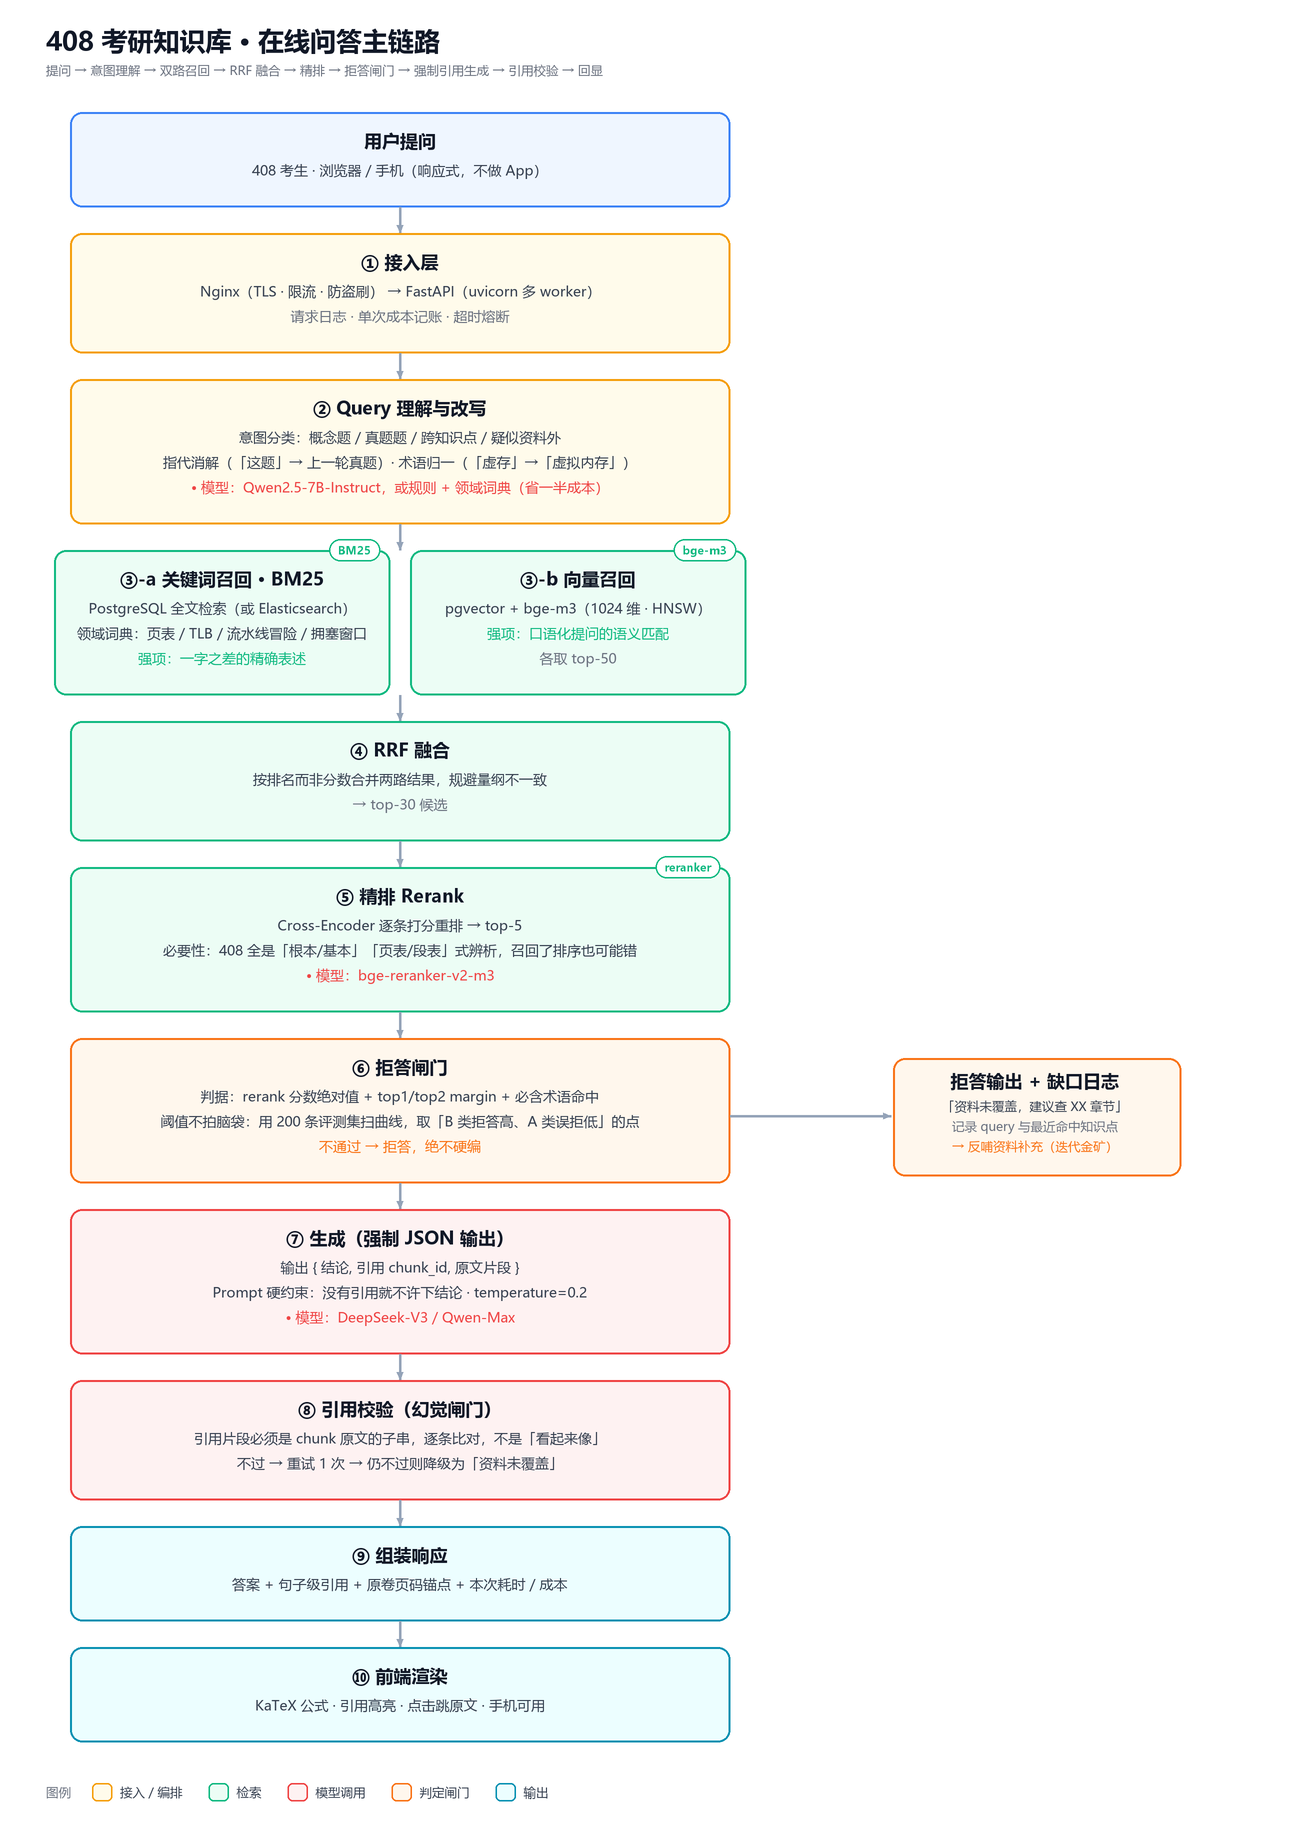 408 考研知识库 • 在线问答主链路
提问 → 意图理解 → 双路召回 → RRF 融合 → 精排 → 拒答闸门 → 强制引用生成 → 引用校验 → 回显
用户提问
408 考生 · 浏览器 / 手机（响应式，不做 App）
① 接入层
Nginx（TLS · 限流 · 防盗刷） → FastAPI（uvicorn 多 worker）
请求日志 · 单次成本记账 · 超时熔断
② Query 理解与改写
意图分类：概念题 / 真题题 / 跨知识点 / 疑似资料外
指代消解（「这题」→ 上一轮真题）· 术语归一（「虚存」→「虚拟内存」）
• 模型：Qwen2.5-7B-Instruct，或规则 + 领域词典（省一半成本）
BM25
③-a 关键词召回 • BM25
PostgreSQL 全文检索（或 Elasticsearch）
领域词典：页表 / TLB / 流水线冒险 / 拥塞窗口
强项：一字之差的精确表述
bge-m3
③-b 向量召回
pgvector + bge-m3（1024 维 · HNSW）
强项：口语化提问的语义匹配
各取 top-50
④ RRF 融合
按排名而非分数合并两路结果，规避量纲不一致
→ top-30 候选
reranker
⑤ 精排 Rerank
Cross-Encoder 逐条打分重排 → top-5
必要性：408 全是「根本/基本」「页表/段表」式辨析，召回了排序也可能错
• 模型：bge-reranker-v2-m3
⑥ 拒答闸门
判据：rerank 分数绝对值 + top1/top2 margin + 必含术语命中
阈值不拍脑袋：用 200 条评测集扫曲线，取「B 类拒答高、A 类误拒低」的点
不通过 → 拒答，绝不硬编
拒答输出 + 缺口日志
「资料未覆盖，建议查 XX 章节」
记录 query 与最近命中知识点
→ 反哺资料补充（迭代金矿）
⑦ 生成（强制 JSON 输出）
输出 { 结论, 引用 chunk_id, 原文片段 }
Prompt 硬约束：没有引用就不许下结论 · temperature=0.2
• 模型：DeepSeek-V3 / Qwen-Max
⑧ 引用校验（幻觉闸门）
引用片段必须是 chunk 原文的子串，逐条比对，不是「看起来像」
不过 → 重试 1 次 → 仍不过则降级为「资料未覆盖」
⑨ 组装响应
答案 + 句子级引用 + 原卷页码锚点 + 本次耗时 / 成本
⑩ 前端渲染
KaTeX 公式 · 引用高亮 · 点击跳原文 · 手机可用
图例 接入 / 编排 检索 模型调用 判定闸门 输出